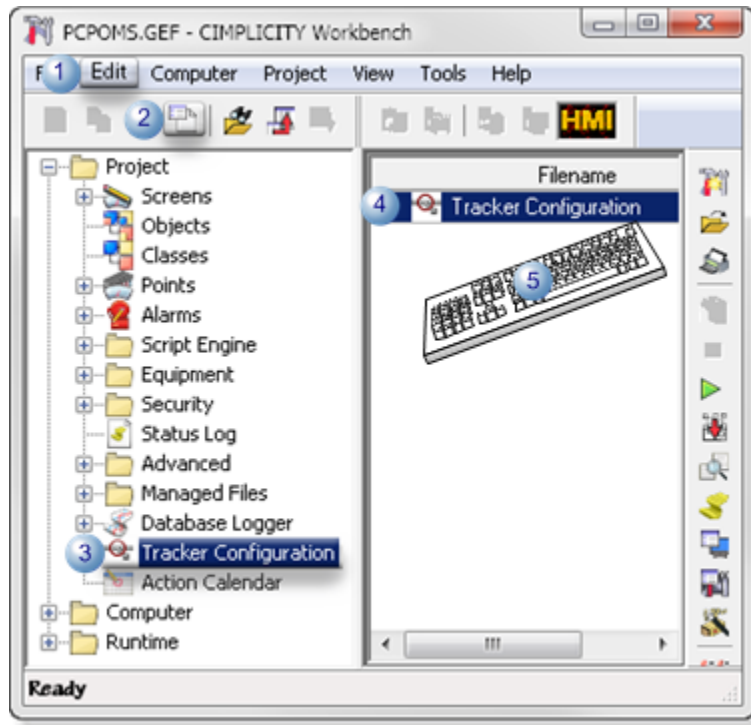 PCPOMS.GEF - CIMPLICITY Workbench
F 1 Edit Computer Project View Tools Help
2
HMI
Project
Screens
Objects
Classes
Points
Alarms
Script Engine
Equipment
Security
Status Log
Advanced
Managed Files
Database Logger
3 Tracker Configuration
Action Calendar
Computer
Runtime
Filename
4 Tracker Configuration
5
Ready